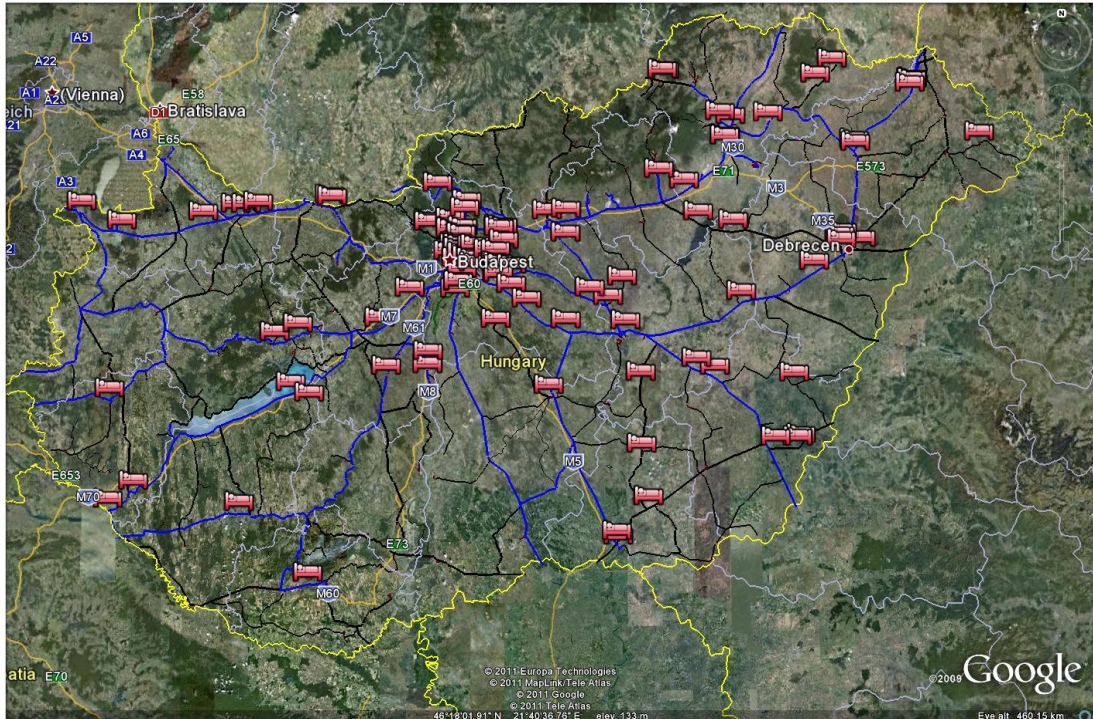 N
A5
A22
A1
A23
(Vienna)
eich
21
E58
D1 Bratislava
A6
E65
A4
A3
2
M30
E71
E573
M3
M35
Debrecen
M1
Budapest
E60
M7
M61
Hungary
M8
M5
E653
M70
E73
M60
atia
E70
© 2011 Europa Technologies
© 2011 MapLink/Tele Atlas
© 2011 Google
© 2011 Tele Atlas
©2009 Google
46°18'01.91" N 21°40'36.76" E elev 133 m
Eye alt 460.15 km